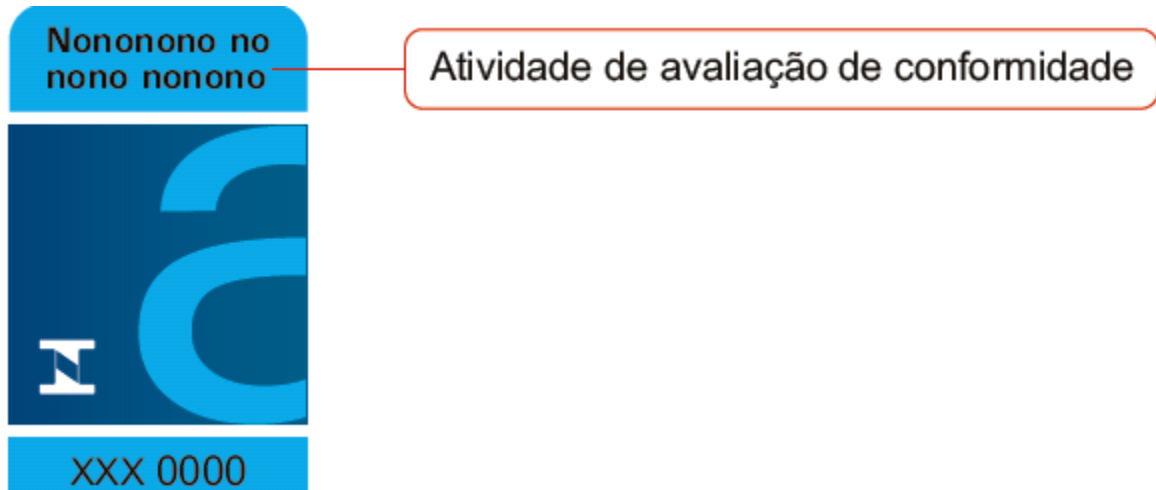 Nononono no
nono nonono
Atividade de avaliação de conformidade
XXX 0000